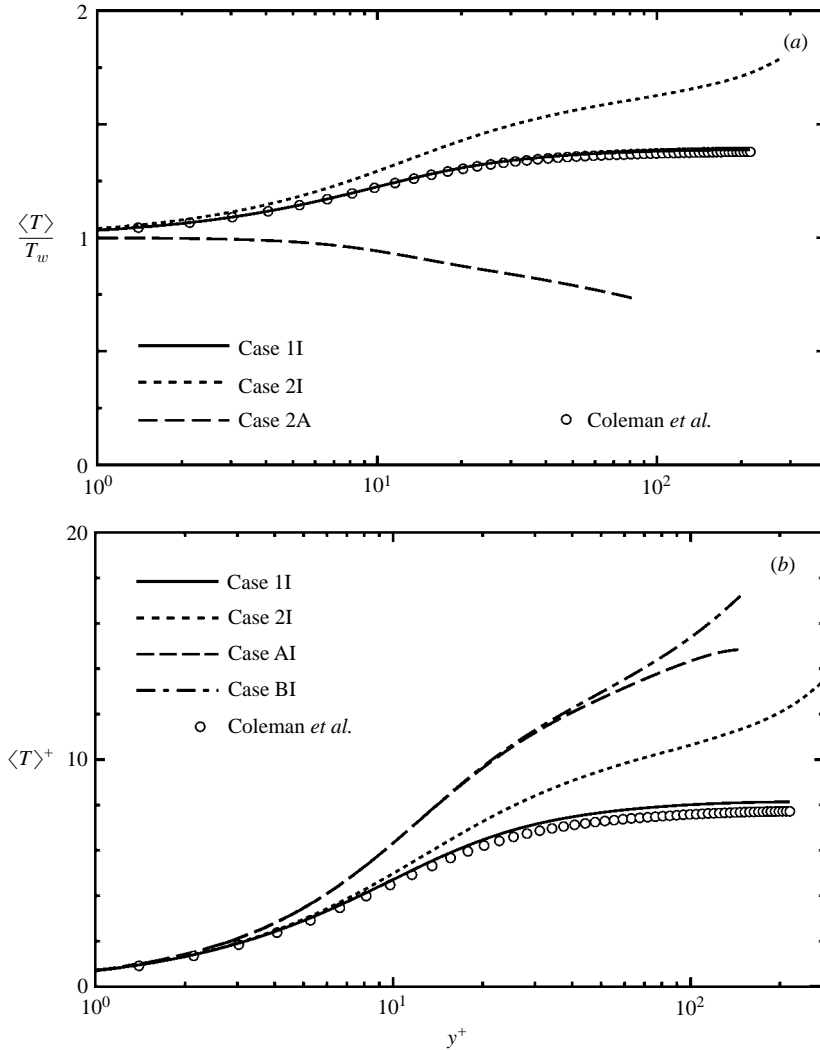 2
(a)
⟨T⟩
T_w
1
Case 1I
Case 2I
Case 2A
Coleman et al.
0
10^0
10^1
10^2
20
(b)
Case 1I
Case 2I
Case AI
Case BI
Coleman et al.
⟨T⟩^+
10
0
10^0
10^1
10^2
y^+